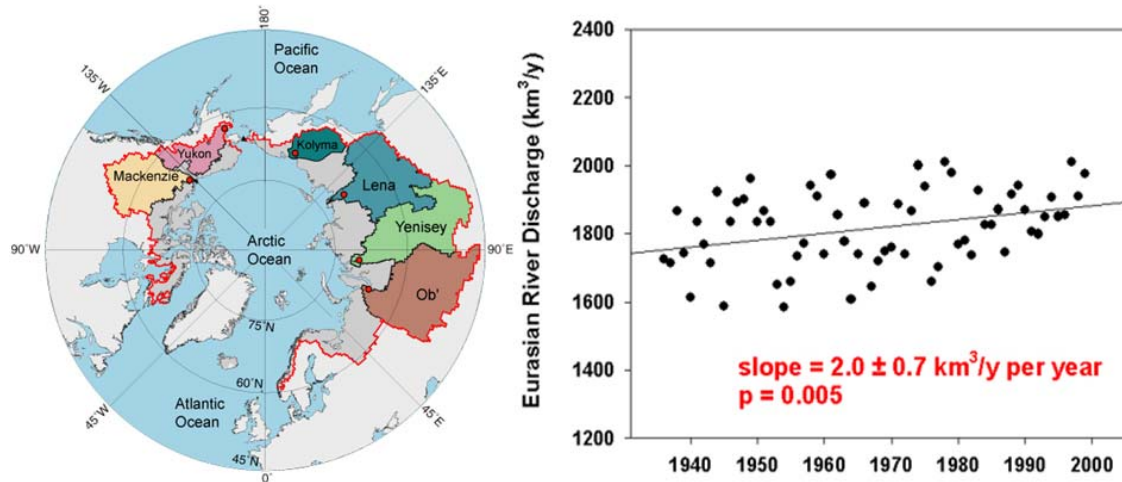 180°
Pacific
Ocean
135°W
135°E
Yukon
Kolyma
Mackenzie
Lena
Yenisey
90°W
Arctic
Ocean
90°E
Ob'
75°N
60°N
Atlantic
Ocean
45°W
45°E
45°N
0°
Eurasian River Discharge (km³/y)
2400
2200
2000
1800
1600
1400
1200
slope = 2.0 ± 0.7 km³/y per year
p = 0.005
1940 1950 1960 1970 1980 1990 2000